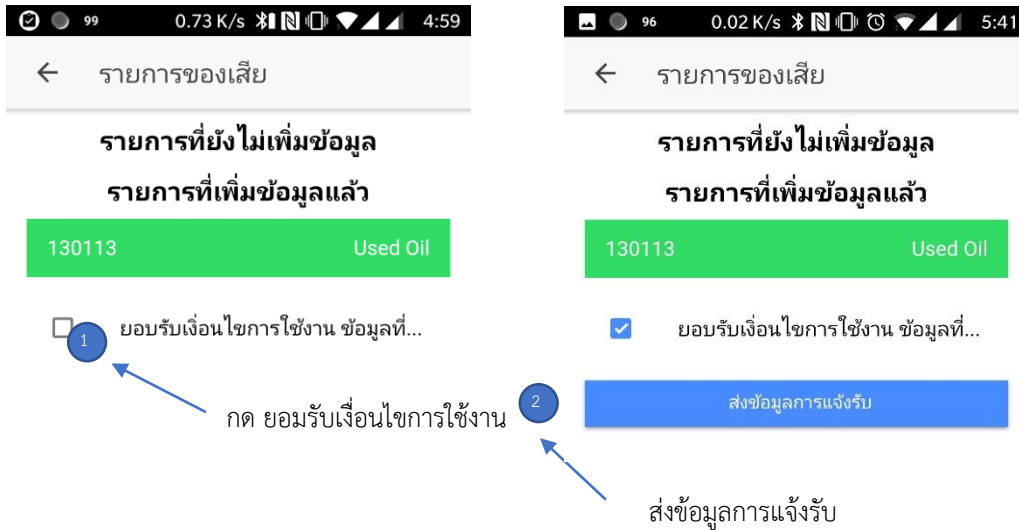 99 0.73 K/s 4:59
← รายการของเสีย
รายการที่ยังไม่เพิ่มข้อมูล
รายการที่เพิ่มข้อมูลแล้ว
130113 Used Oil
1 ยอบรับเงิ่อนไขการใช้งาน ข้อมูลที่...
กด ยอมรับเงื่อนไขการใช้งาน
96 0.02 K/s 5:41
← รายการของเสีย
รายการที่ยังไม่เพิ่มข้อมูล
รายการที่เพิ่มข้อมูลแล้ว
130113 Used Oil
ยอบรับเงิ่อนไขการใช้งาน ข้อมูลที่...
2 ส่งข้อมูลการแจ้งรับ
ส่งข้อมูลการแจ้งรับ